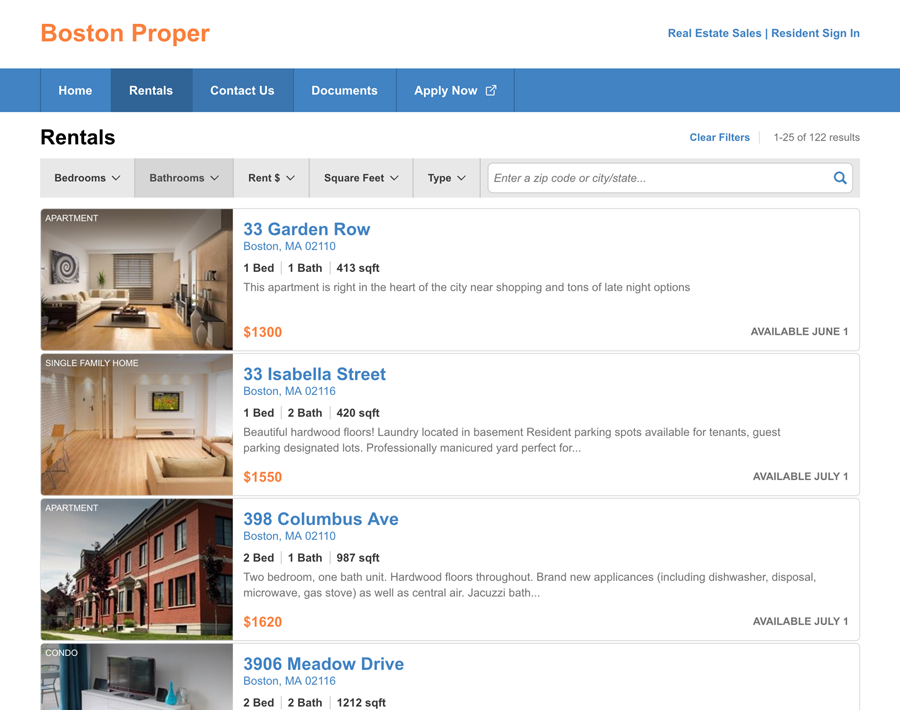 Boston Proper
Real Estate Sales | Resident Sign In
Home Rentals Contact Us Documents Apply Now
Rentals
Clear Filters 1-25 of 122 results
Bedrooms Bathrooms Rent $ Square Feet Type Enter a zip code or city/state...
APARTMENT
33 Garden Row
Boston, MA 02110
1 Bed 1 Bath 413 sqft
This apartment is right in the heart of the city near shopping and tons of late night options
$1300 AVAILABLE JUNE 1
SINGLE FAMILY HOME
33 Isabella Street
Boston, MA 02116
1 Bed 2 Bath 420 sqft
Beautiful hardwood floors! Laundry located in basement Resident parking spots available for tenants, guest
parking designated lots. Professionally manicured yard perfect for...
$1550 AVAILABLE JULY 1
APARTMENT
398 Columbus Ave
Boston, MA 02110
2 Bed 1 Bath 987 sqft
Two bedroom, one bath unit. Hardwood floors throughout. Brand new applicances (including dishwasher, disposal,
microwave, gas stove) as well as central air. Jacuzzi bath...
$1620 AVAILABLE JULY 1
CONDO
3906 Meadow Drive
Boston, MA 02116
2 Bed 2 Bath 1212 sqft